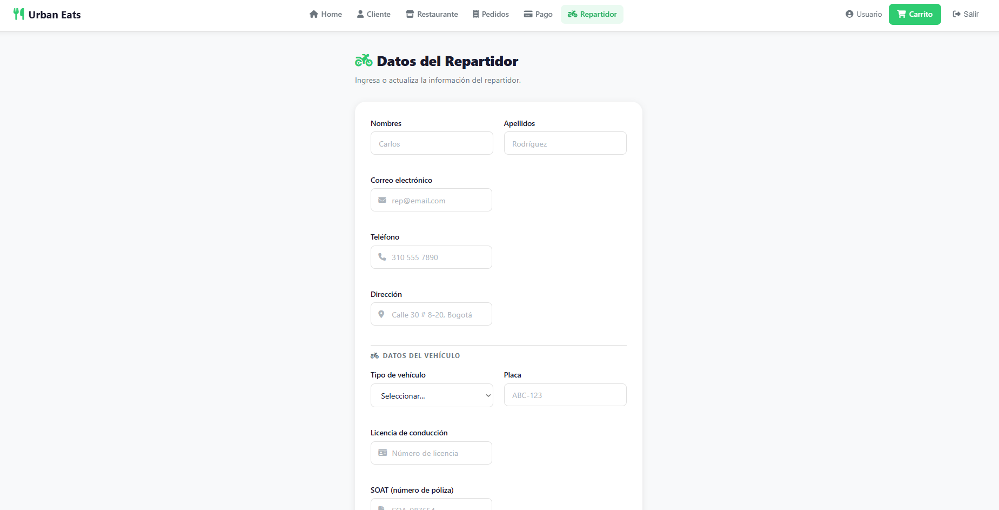 Urban Eats Home Cliente Restaurante Pedidos Pago Repartidor Usuario Carrito Salir
Datos del Repartidor
Ingresa o actualiza la información del repartidor.
Nombres Apellidos
Carlos Rodríguez
Correo electrónico
rep@email.com
Teléfono
310 555 7890
Dirección
Calle 30 # 8-20, Bogotá
DATOS DEL VEHÍCULO
Tipo de vehículo Placa
Seleccionar... ABC-123
Licencia de conducción
Número de licencia
SOAT (número de póliza)
SOA-987654